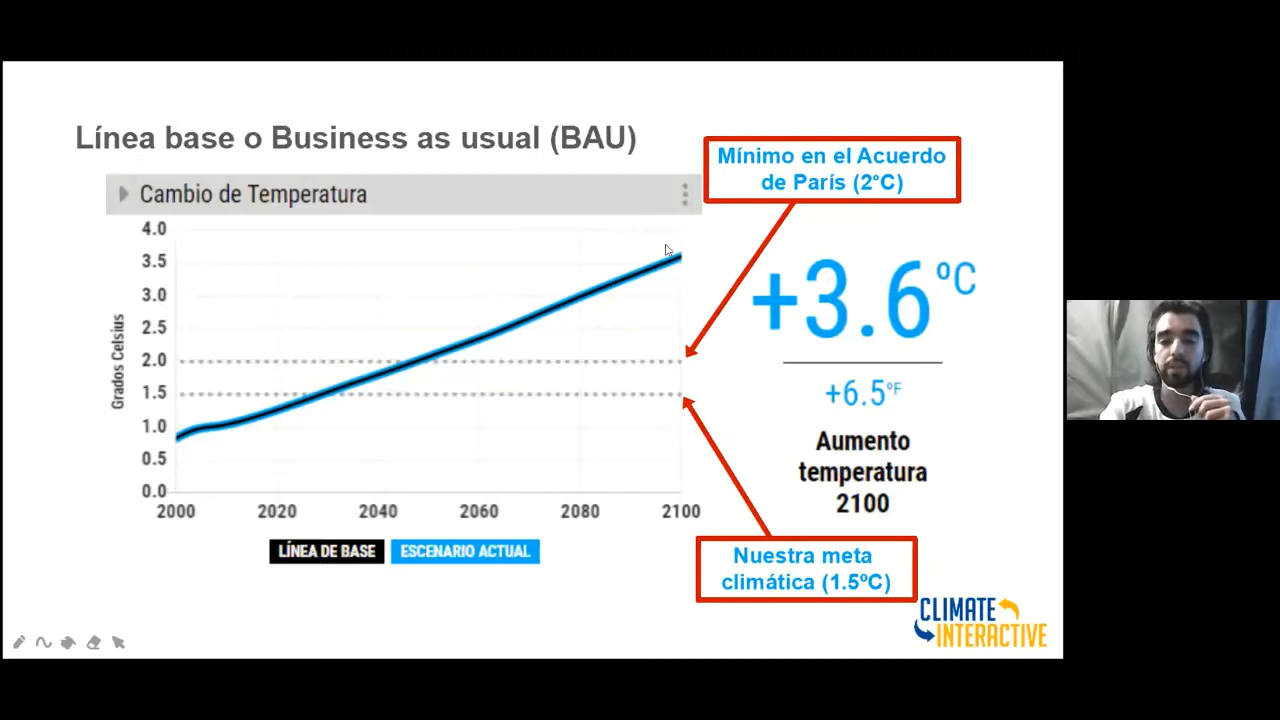 Línea base o Business as usual (BAU)
Mínimo en el Acuerdo
de París (2°C)
Cambio de Temperatura
4.0
3.5
3.0
2.5
2.0
1.5
1.0
0.5
0.0
Grados Celsius
2000
2020
2040
2060
2080
2100
LÍNEA DE BASE
ESCENARIO ACTUAL
+3.6 ºC
+6.5 ºF
Aumento
temperatura
2100
Nuestra meta
climática (1.5ºC)
CLIMATE
INTERACTIVE